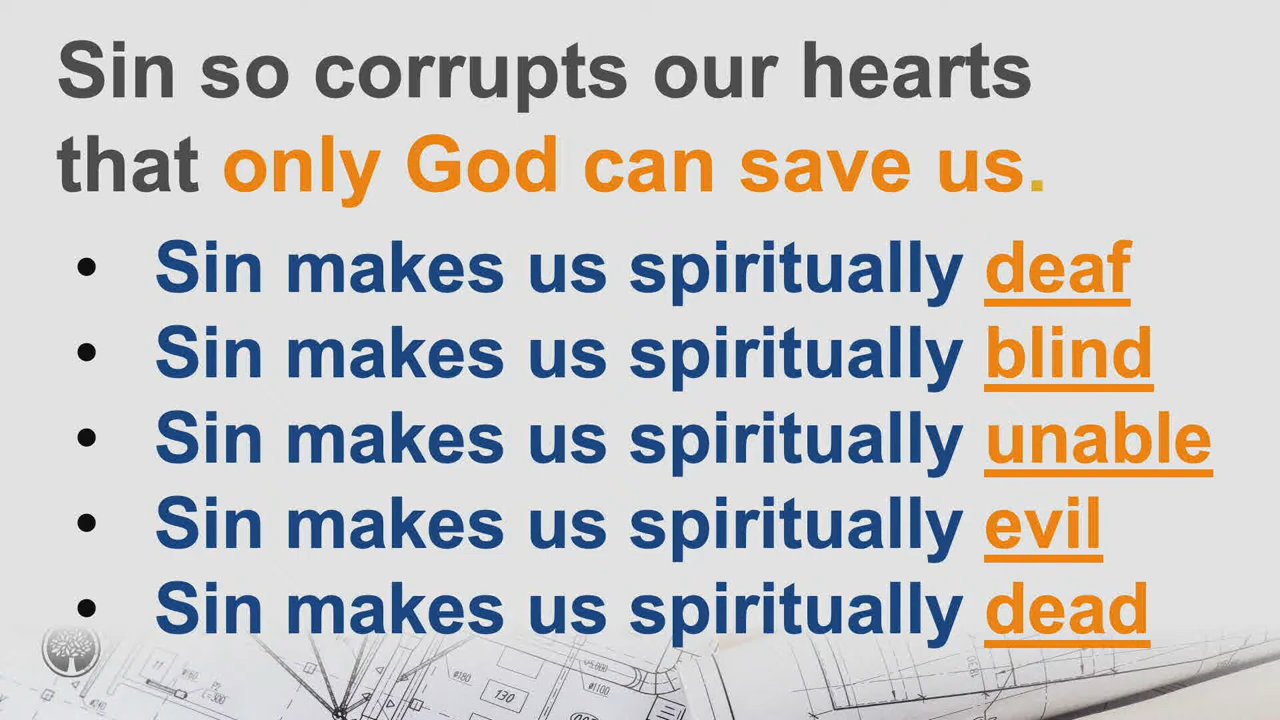 Sin so corrupts our hearts
that only God can save us.
• Sin makes us spiritually deaf
• Sin makes us spiritually blind
• Sin makes us spiritually unable
• Sin makes us spiritually evil
• Sin makes us spiritually dead
130